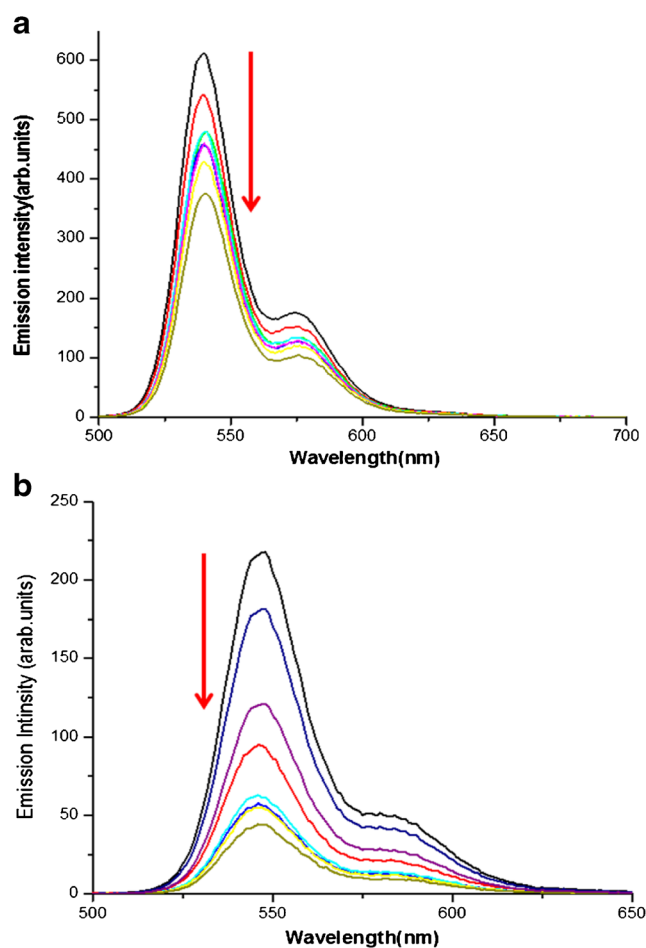 a
600
500
400
300
200
100
0
Emission intensity(arb.units)
500 550 600 650 700
Wavelength(nm)
b
250
200
150
100
50
0
Emission Intinsity (arab.units)
500 550 600 650
Wavelength(nm)